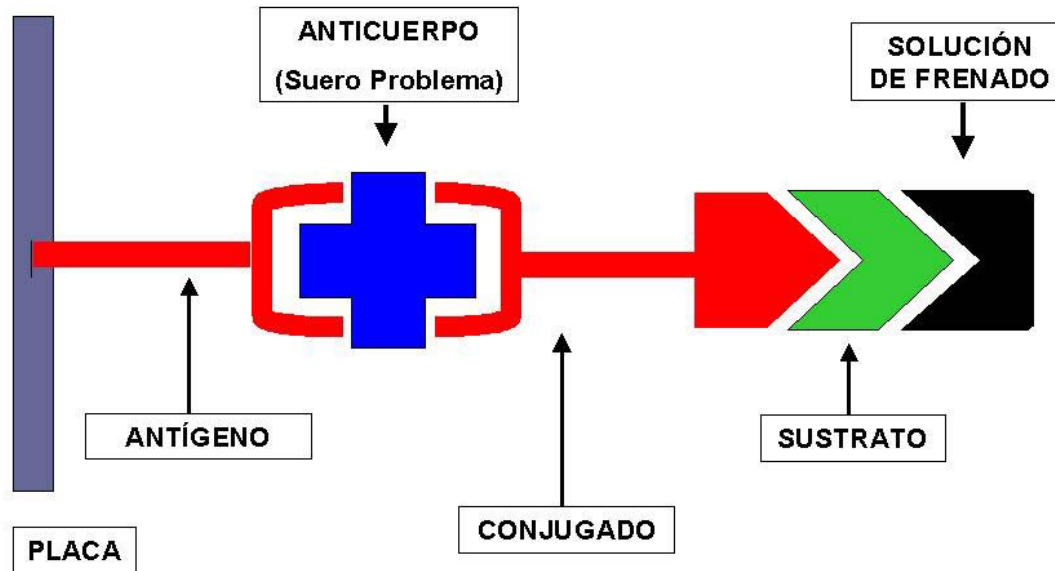 ANTICUERPO
(Suero Problema)
SOLUCIÓN
DE FRENADO
ANTÍGENO
SUSTRATO
CONJUGADO
PLACA